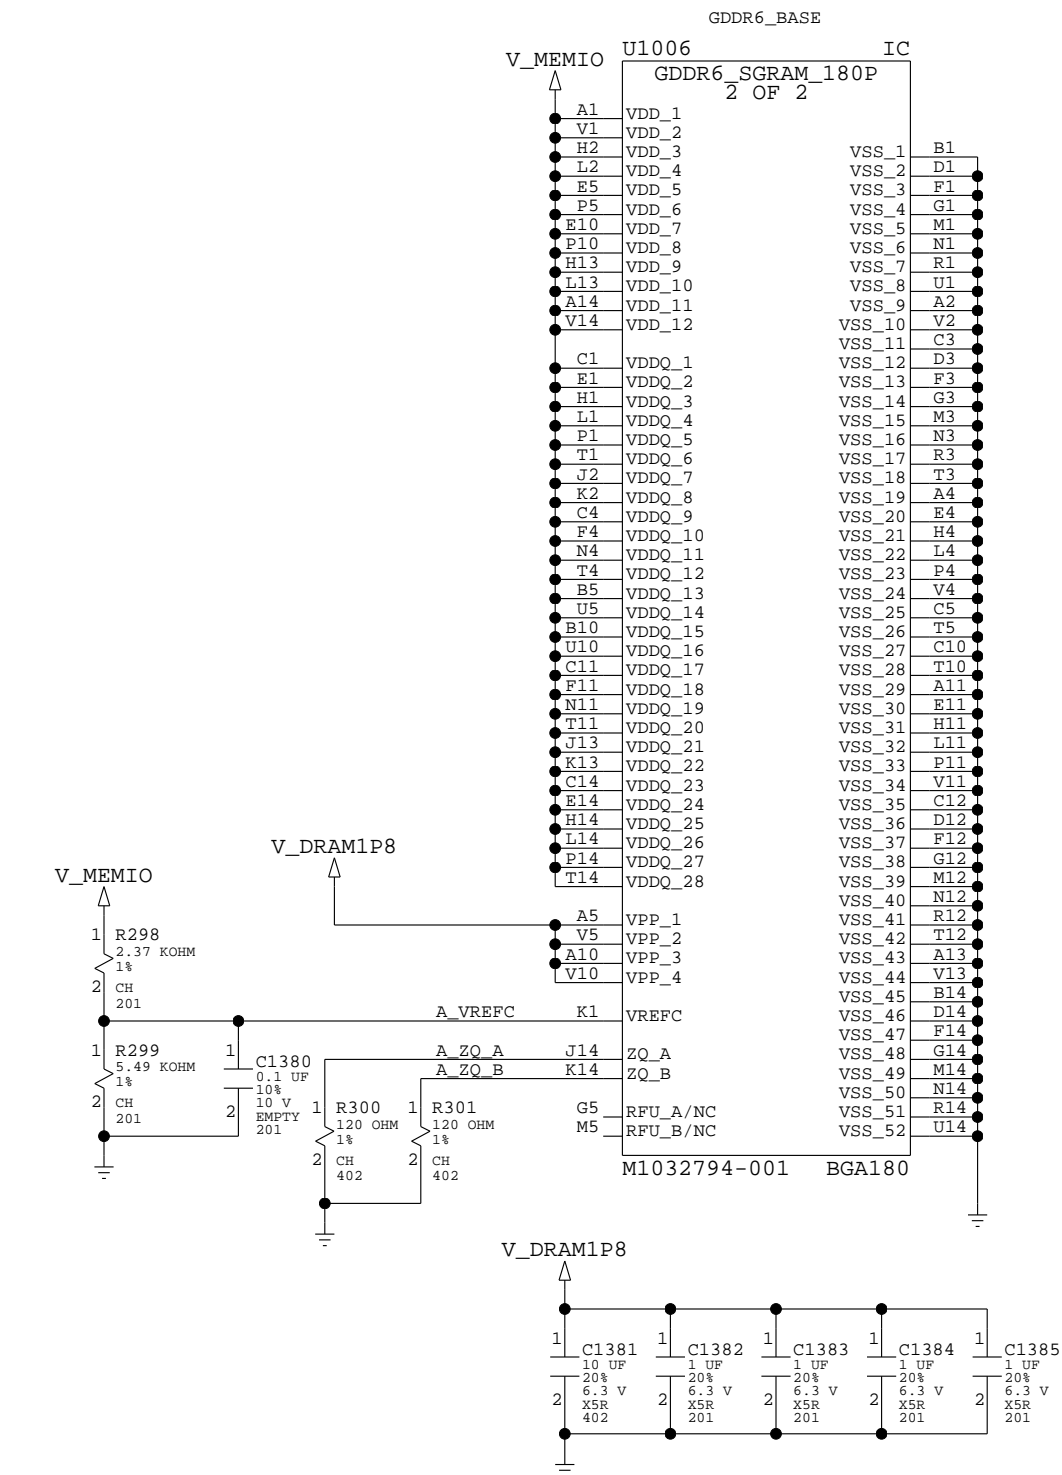 GDDR6_BASE
U1006 IC
V_MEMIO
GDDR6_SGRAM_180P
2 OF 2
A1 VDD_1
V1 VDD_2
H2 VDD_3 VSS_1 B1
L2 VDD_4 VSS_2 D1
E5 VDD_5 VSS_3 F1
P5 VDD_6 VSS_4 G1
E10 VDD_7 VSS_5 M1
P10 VDD_8 VSS_6 N1
H13 VDD_9 VSS_7 R1
L13 VDD_10 VSS_8 U1
A14 VDD_11 VSS_9 A2
V14 VDD_12 VSS_10 V2
VSS_11 C3
C1 VDDQ_1 VSS_12 D3
E1 VDDQ_2 VSS_13 F3
H1 VDDQ_3 VSS_14 G3
L1 VDDQ_4 VSS_15 M3
P1 VDDQ_5 VSS_16 N3
T1 VDDQ_6 VSS_17 R3
J2 VDDQ_7 VSS_18 T3
K2 VDDQ_8 VSS_19 A4
C4 VDDQ_9 VSS_20 E4
F4 VDDQ_10 VSS_21 H4
N4 VDDQ_11 VSS_22 L4
T4 VDDQ_12 VSS_23 P4
B5 VDDQ_13 VSS_24 V4
U5 VDDQ_14 VSS_25 C5
B10 VDDQ_15 VSS_26 T5
U10 VDDQ_16 VSS_27 C10
C11 VDDQ_17 VSS_28 T10
F11 VDDQ_18 VSS_29 A11
N11 VDDQ_19 VSS_30 E11
T11 VDDQ_20 VSS_31 H11
J13 VDDQ_21 VSS_32 L11
K13 VDDQ_22 VSS_33 P11
C14 VDDQ_23 VSS_34 V11
E14 VDDQ_24 VSS_35 C12
H14 VDDQ_25 VSS_36 D12
L14 VDDQ_26 VSS_37 F12
P14 VDDQ_27 VSS_38 G12
T14 VDDQ_28 VSS_39 M12
VSS_40 N12
V_DRAM1P8
A5 VPP_1 VSS_41 R12
V5 VPP_2 VSS_42 T12
A10 VPP_3 VSS_43 A13
V10 VPP_4 VSS_44 V13
VSS_45 B14
A_VREFC K1 VREFC VSS_46 D14
VSS_47 F14
A_ZQ_A J14 ZQ_A VSS_48 G14
A_ZQ_B K14 ZQ_B VSS_49 M14
VSS_50 N14
G5 RFU_A/NC VSS_51 R14
M5 RFU_B/NC VSS_52 U14
M1032794-001 BGA180
V_MEMIO
1 R298
2.37 KOHM
1%
2 CH
201
1 R299
5.49 KOHM
1%
2 CH
201
1 C1380
0.1 UF
10%
10 V
2 EMPTY
201
1 R300
120 OHM
1%
2 CH
402
1 R301
120 OHM
1%
2 CH
402
V_DRAM1P8
1 C1381
10 UF
20%
6.3 V
2 X5R
402
1 C1382
1 UF
20%
6.3 V
2 X5R
201
1 C1383
1 UF
20%
6.3 V
2 X5R
201
1 C1384
1 UF
20%
6.3 V
2 X5R
201
1 C1385
1 UF
20%
6.3 V
2 X5R
201